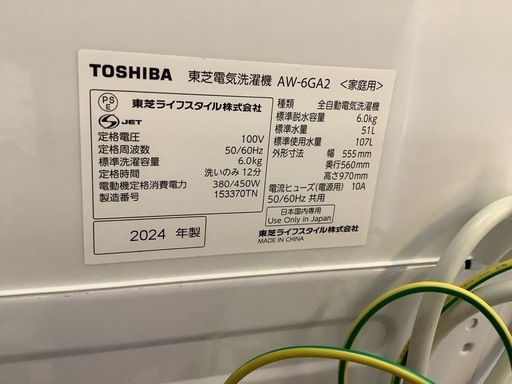 TOSHIBA 東芝電気洗濯機 AW-6GA2 <家庭用>
PS
E
東芝ライフスタイル株式会社
S JET
定格電圧 100V
定格周波数 50/60Hz
標準洗濯容量 6.0kg
定格時間 洗いのみ 12分
電動機定格消費電力 380/450W
製造番号 153370TN
2024 年製
種類 全自動電気洗濯機
標準脱水容量 6.0kg
標準水量 51L
標準使用水量 107L
外形寸法 幅 555mm
奥行560mm
高さ970mm
電流ヒューズ(電源用) 10A
50/60Hz 共用
日本国内専用
Use Only in Japan
東芝ライフスタイル株式会社
MADE IN CHINA